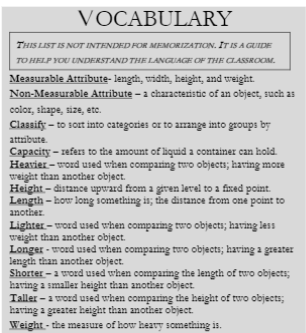 VOCABULARY
THIS LIST IS NOT INTENDED FOR MEMORIZATION. IT IS A GUIDE
TO HELP YOU UNDERSTAND THE LANGUAGE OF THE CLASSROOM.
Measurable Attribute- length, width, height, and weight.
Non-Measurable Attribute – a characteristic of an object, such as
color, shape, size, etc.
Classify – to sort into categories or to arrange into groups by
attribute.
Capacity – refers to the amount of liquid a container can hold.
Heavier – word used when comparing two objects; having more
weight than another object.
Height – distance upward from a given level to a fixed point.
Length – how long something is; the distance from one point to
another.
Lighter – word used when comparing two objects; having less
weight than another object.
Longer - word used when comparing two objects; having a greater
length than another object.
Shorter – a word used when comparing the length of two objects;
having a smaller height than another object.
Taller – a word used when comparing the height of two objects;
having a greater height than another object.
Weight - the measure of how heavy something is.